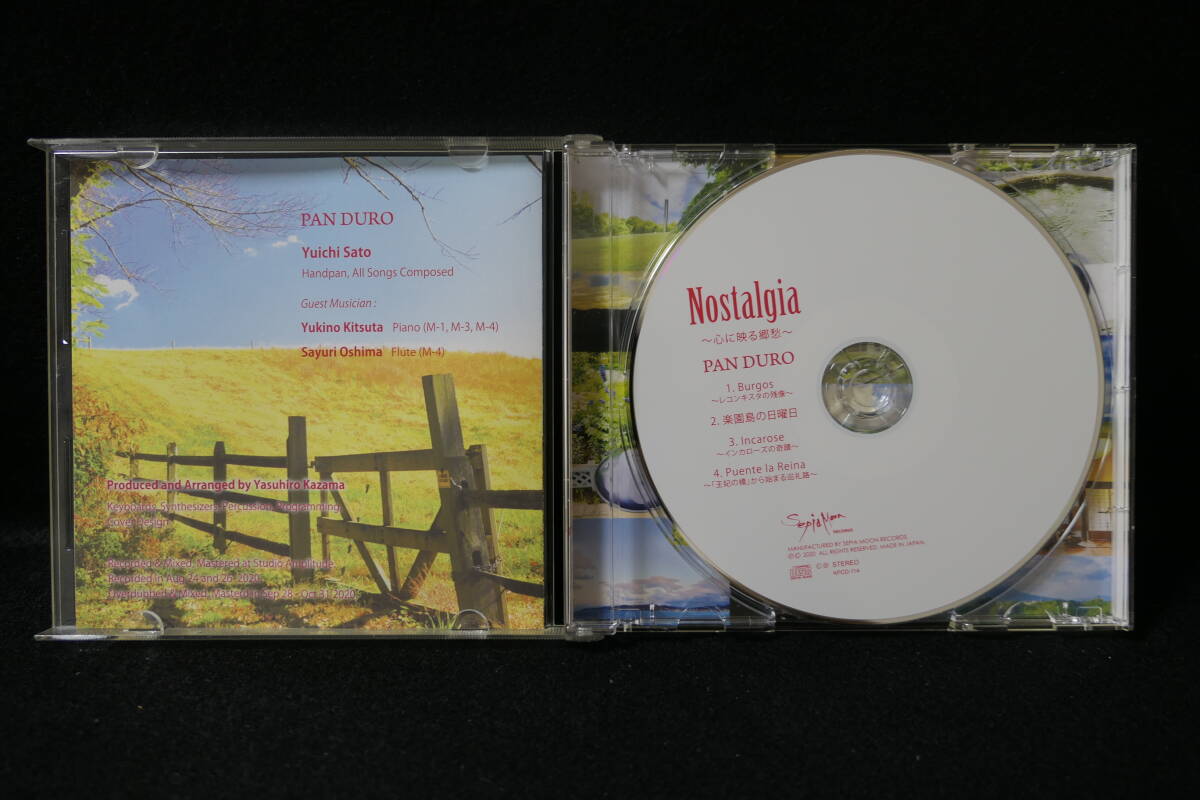 PAN DURO
Yuichi Sato
Handpan, All Songs Composed
Guest Musician :
Yukino Kitsuta Piano (M-1, M-3, M-4)
Sayuri Oshima Flute (M-4)
Produced and Arranged by Yasuhiro Kazama
Keyboards, Synthesizers, Percussion, Programming,
Cover Design
Recorded & Mixed, Mastered at Studio Amplitude
Recorded in Aug 24 and 26, 2020
Overdubbed & Mixed, Mastered in Sep 28 - Oct 31, 2020
Nostalgia
～心に映る郷愁～
PAN DURO
1. Burgos
～レコンキスタの残像～
2. 楽園島の日曜日
3. Incarose
～インカローズの奇蹟～
4. Puente la Reina
～「王妃の橋」から始まる巡礼路～
Sepia Moon
RECORDS
MANUFACTURED BY SEPIA MOON RECORDS.
℗© 2020 ALL RIGHTS RESERVED. MADE IN JAPAN.
STEREO